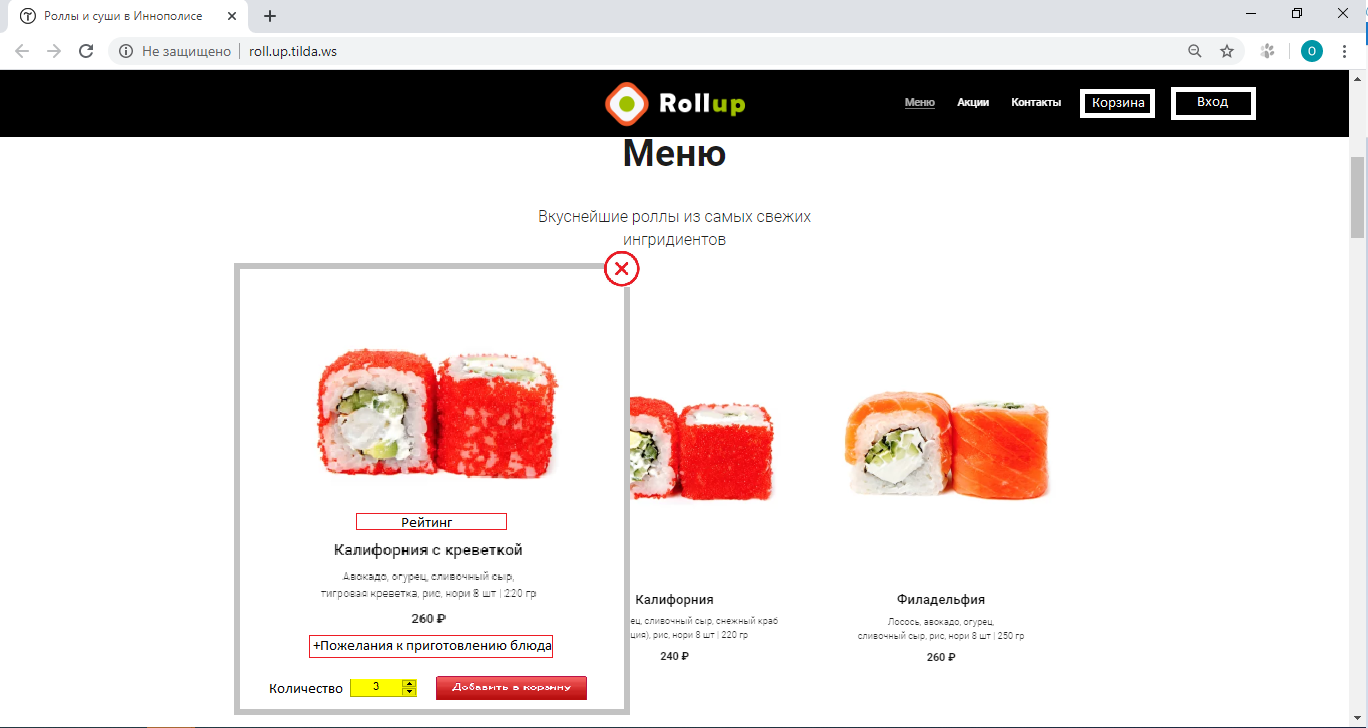 Роллы и суши в Иннополисе
Не защищено
roll.up.tilda.ws
О
Rollup
Меню
Акции
Контакты
Корзина
Вход
Меню
Вкуснейшие роллы из самых свежих
ингридиентов
Рейтинг
Калифорния с креветкой
Авокадо, огурец, сливочный сыр,
тигровая креветка, рис, нори 8 шт | 220 гр
260 ₽
+Пожелания к приготовлению блюда
Количество
3
Добавить в корзину
Калифорния
ец, сливочный сыр, снежный краб
ция), рис, нори 8 шт | 220 гр
240 ₽
Филадельфия
Лосось, авокадо, огурец,
сливочный сыр, рис, нори 8 шт | 250 гр
260 ₽